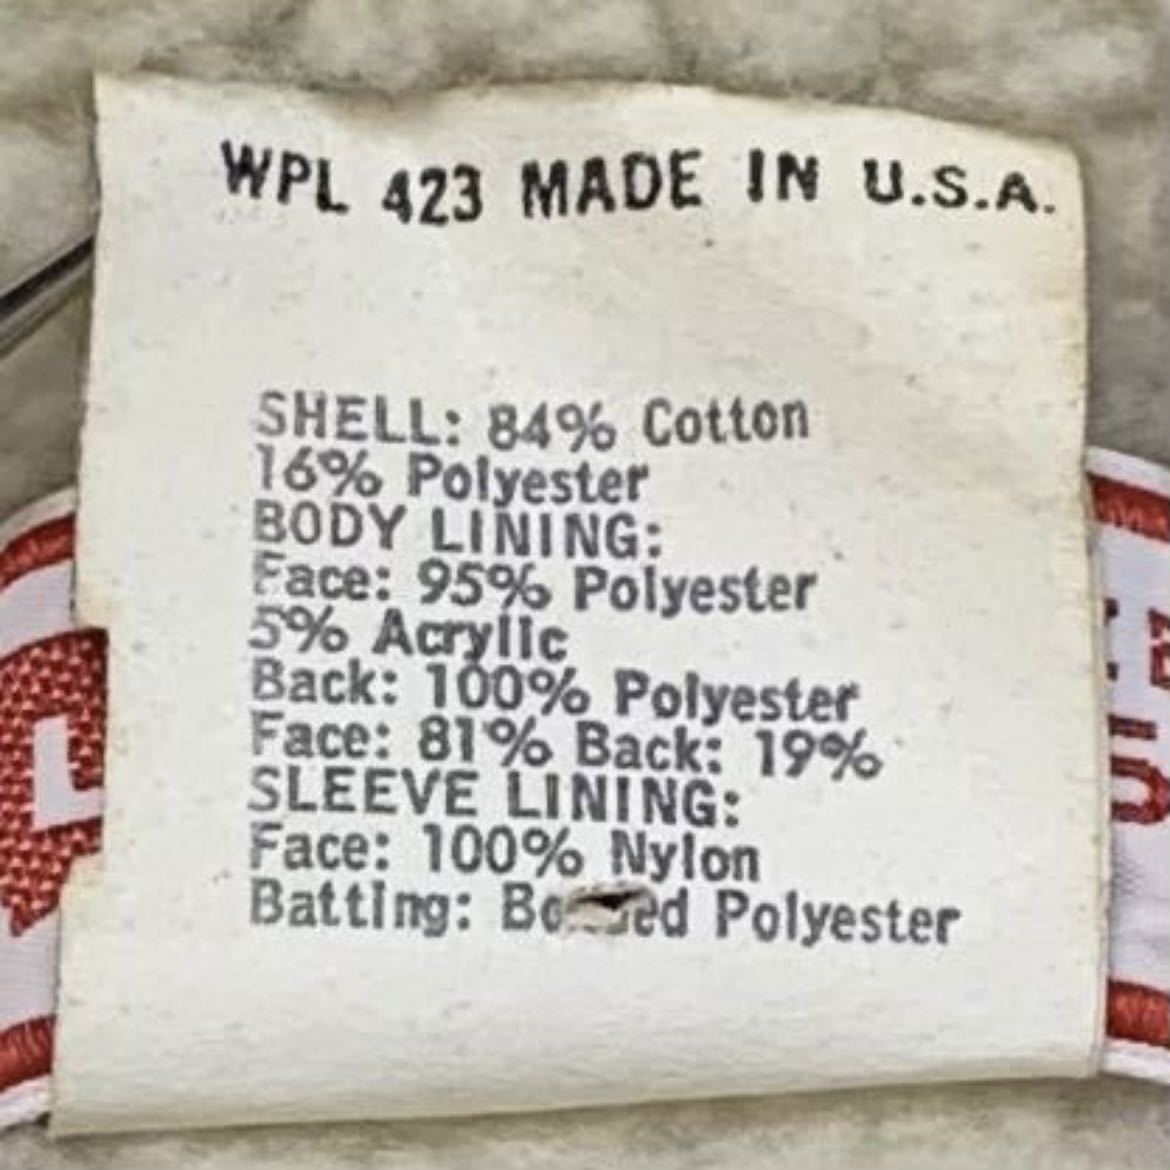 WPL 423 MADE IN U.S.A.
SHELL: 84% Cotton
16% Polyester
BODY LINING:
Face: 95% Polyester
5% Acrylic
Back: 100% Polyester
Face: 81% Back: 19%
SLEEVE LINING:
Face: 100% Nylon
Batting: Polyester